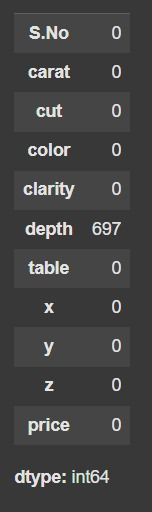 S.No 0
carat 0
cut 0
color 0
clarity 0
depth 697
table 0
x 0
y 0
z 0
price 0
dtype: int64